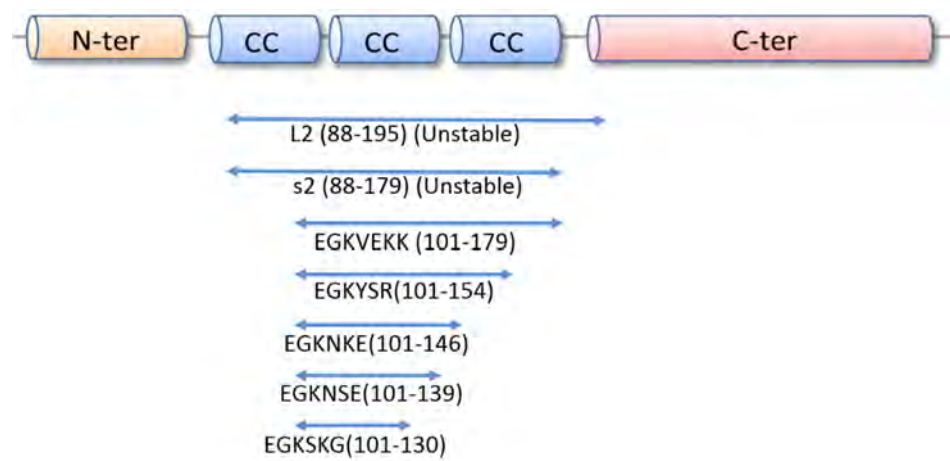 N-ter CC CC CC C-ter
L2 (88-195) (Unstable)
s2 (88-179) (Unstable)
EGKVEKK (101-179)
EGKYSR(101-154)
EGKNKE(101-146)
EGKNSE(101-139)
EGKSKG(101-130)